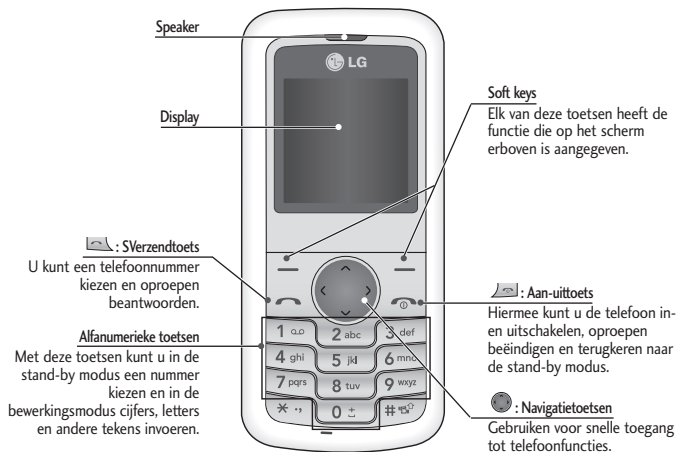 Speaker
LG LG
Display
Soft keys
Elk van deze toetsen heeft de
functie die op het scherm
erboven is aangegeven.
: SVerzendtoets
U kunt een telefoonnummer
kiezen en oproepen
beantwoorden.
Alfanumerieke toetsen
Met deze toetsen kunt u in de
stand-by modus een nummer
kiezen en in de
bewerkingsmodus cijfers, letters
en andere tekens invoeren.
: Aan-uittoets
Hiermee kunt u de telefoon in-
en uitschakelen, oproepen
beëindigen en terugkeren naar
de stand-by modus.
: Navigatietoetsen
Gebruiken voor snelle toegang
tot telefoonfuncties.
1 2 abc 3 def
4 ghi 5 jkl 6 mno
7 pqrs 8 tuv 9 wxyz
* ., 0 ± #